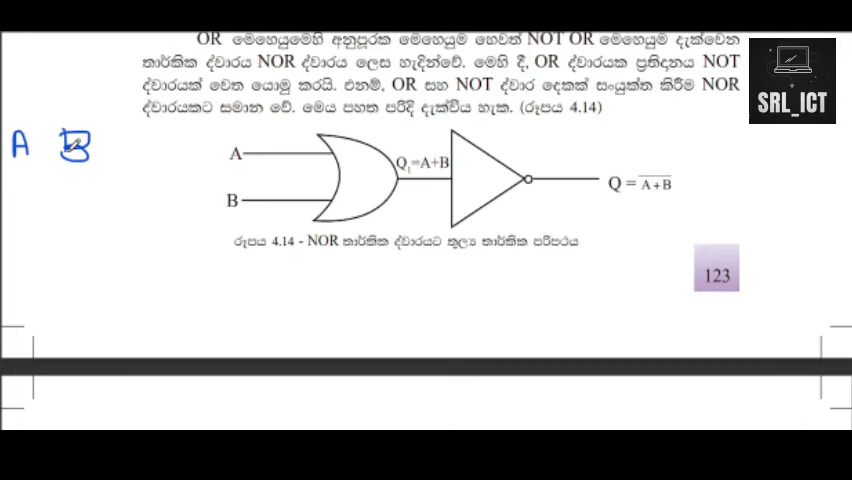 OR මෙහෙයුමෙහි අනුපූරක මෙහෙයුම හෙවත් NOT OR මෙහෙයුම දැක්වෙන
තාර්කික ද්වාරය NOR ද්වාරය ලෙස හැඳින්වේ. මෙහි දී, OR ද්වාරයක ප්‍රතිදානය NOT
ද්වාරයක් වෙත යොමු කරයි. එනම්, OR සහ NOT ද්වාර දෙකක් සංයුක්ත කිරීම NOR
ද්වාරයකට සමාන වේ. මෙය පහත පරිදි දැක්විය හැක. (රූපය 4.14)
SRL_ICT
A B
A
Q₁=A+B
B
Q = A̅ ̅+̅ ̅B̅
රූපය 4.14 - NOR තාර්කික ද්වාරයට තුල්‍ය තාර්කික පරිපථය
123